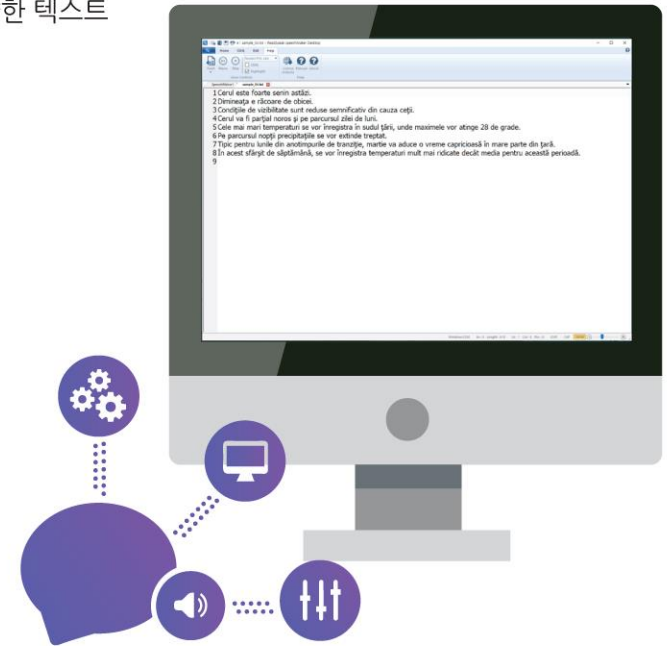 한 텍스트
1 Cerul este foarte senin astăzi.
2 Dimineața e răcoare de obicei.
3 Condițiile de vizibilitate sunt reduse semnificativ din cauza ceții.
4 Cerul va fi parțial noros și pe parcursul zilei de luni.
5 Cele mai mari temperaturi se vor înregistra în sudul țării, unde maximele vor atinge 28 de grade.
6 Pe parcursul nopții precipitațiile se vor extinde treptat.
7 Tipic pentru lunile din anotimpurile de tranziție, martie va aduce o vreme capricioasă în mare parte din țară.
8 În acest sfârșit de săptămână, se vor înregistra temperaturi mult mai ridicate decât media pentru această perioadă.
9